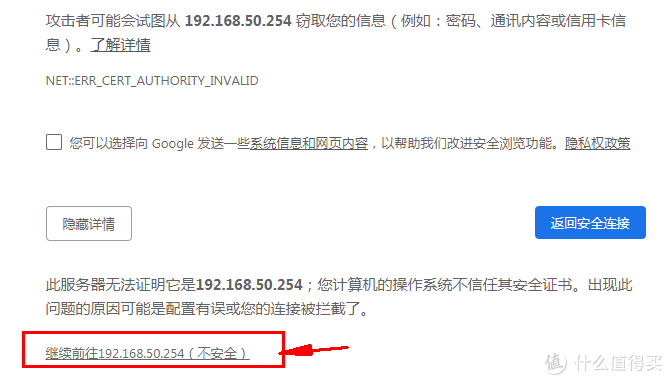 攻击者可能会试图从 192.168.50.254 窃取您的信息（例如：密码、通讯内容或信用卡信
息）。了解详情
NET::ERR_CERT_AUTHORITY_INVALID
您可以选择向 Google 发送一些系统信息和网页内容，以帮助我们改进安全浏览功能。隐私权政策
隐藏详情
返回安全连接
此服务器无法证明它是192.168.50.254；您计算机的操作系统不信任其安全证书。出现此
问题的原因可能是配置有误或您的连接被拦截了。
继续前往192.168.50.254（不安全）
值 什么值得买